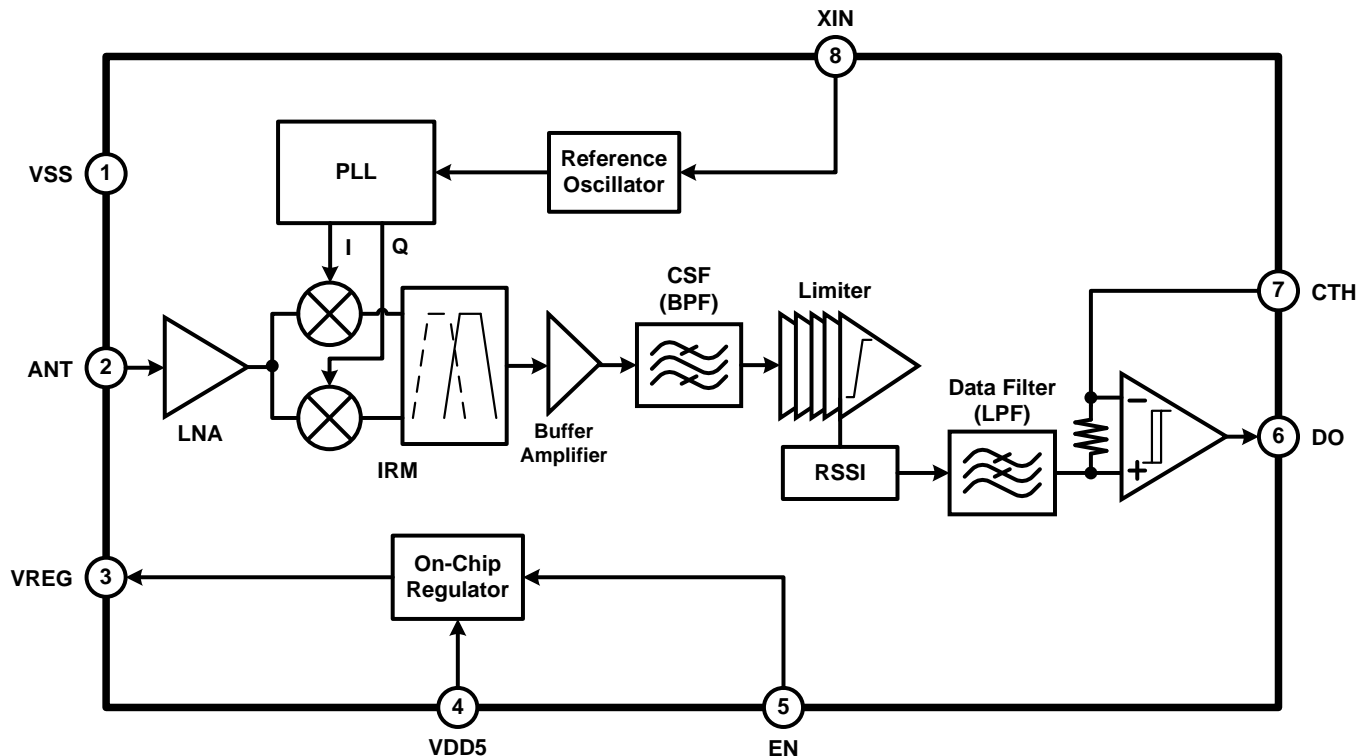 XIN
8
VSS
1
PLL
Reference
Oscillator
I
Q
CSF
(BPF)
Limiter
7
CTH
ANT
2
LNA
IRM
Buffer
Amplifier
Data Filter
(LPF)
RSSI
−
+
6
DO
VREG
3
On-Chip
Regulator
4
VDD5
5
EN